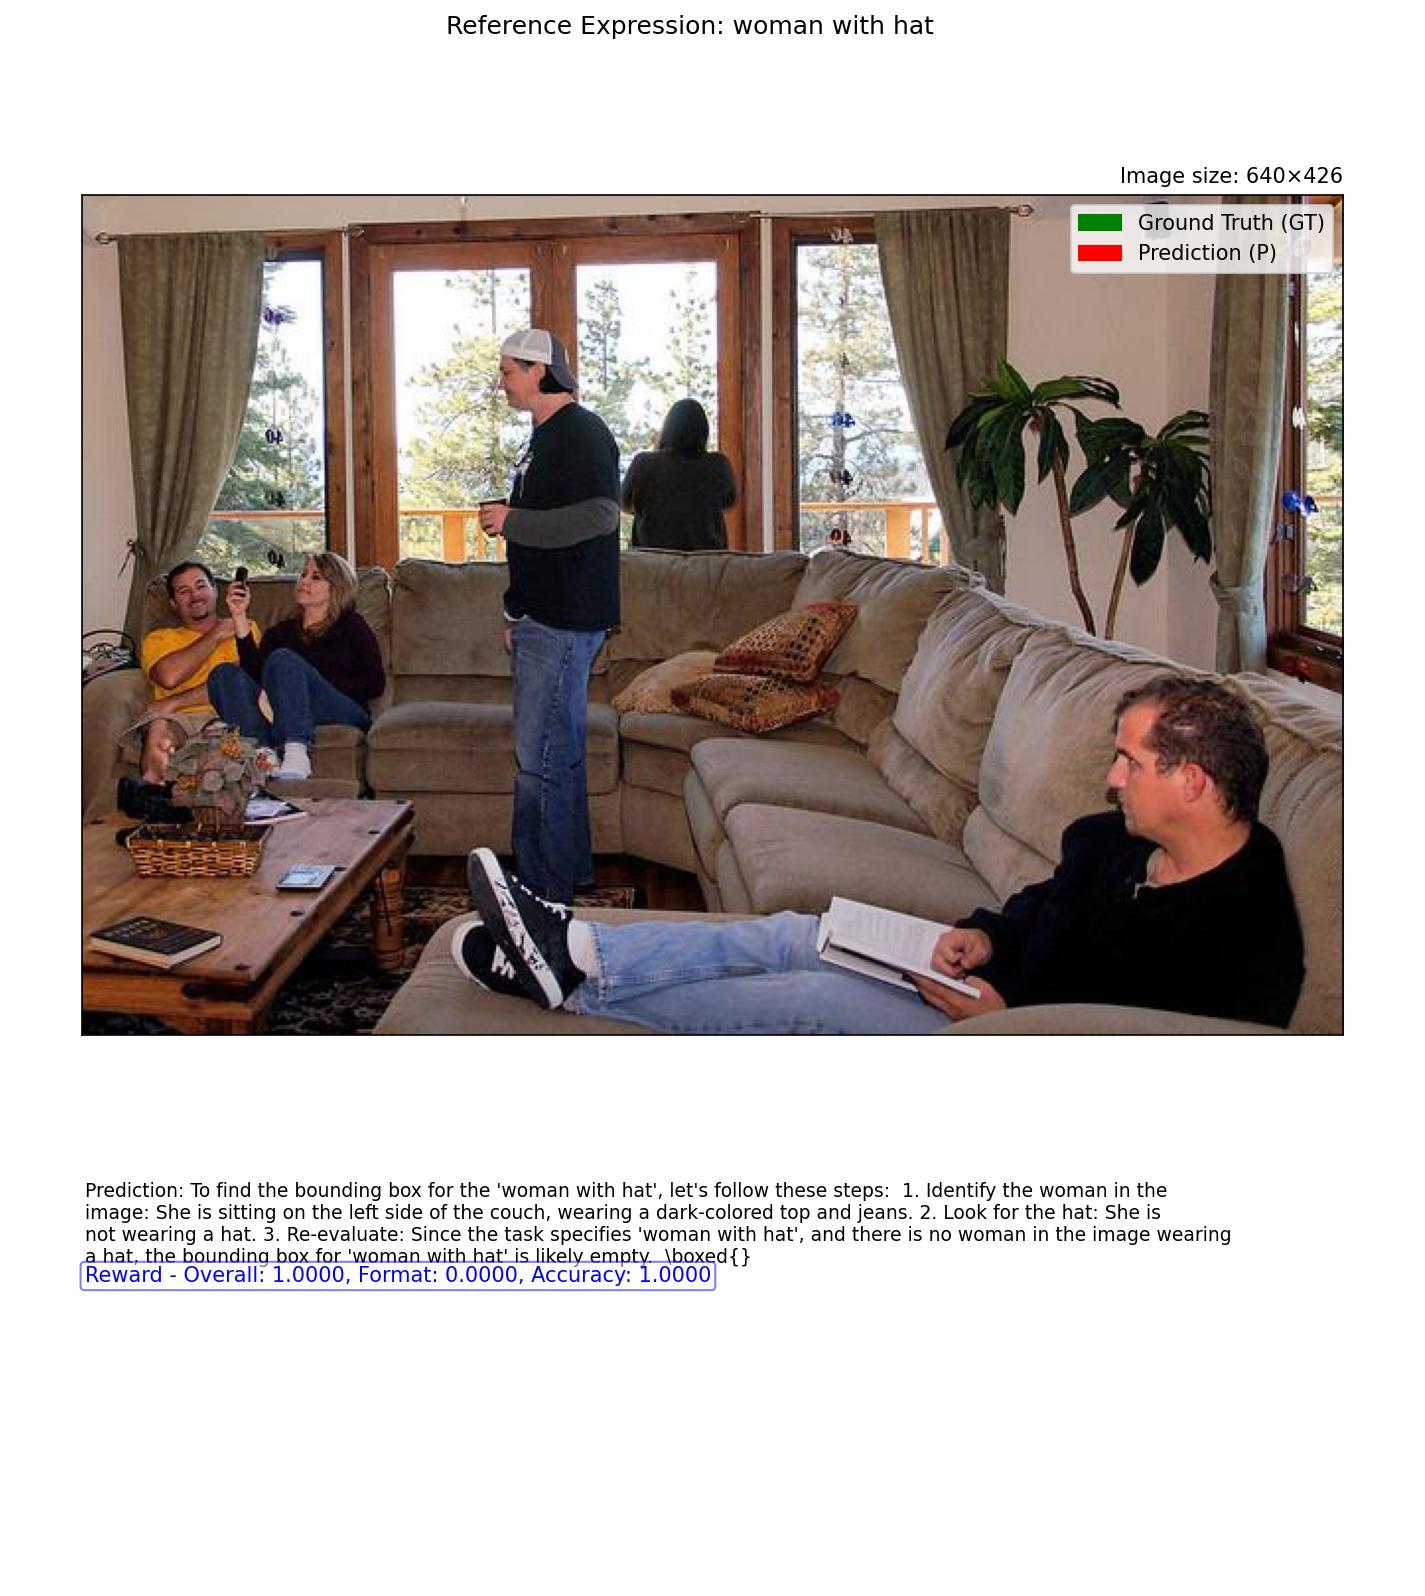 Reference Expression: woman with hat
Image size: 640×426
Ground Truth (GT)
Prediction (P)
Prediction: To find the bounding box for the 'woman with hat', let's follow these steps:  1. Identify the woman in the
image: She is sitting on the left side of the couch, wearing a dark-colored top and jeans. 2. Look for the hat: She is
not wearing a hat. 3. Re-evaluate: Since the task specifies 'woman with hat', and there is no woman in the image wearing
a hat, the bounding box for 'woman with hat' is likely empty.  \boxed{}
Reward - Overall: 1.0000, Format: 0.0000, Accuracy: 1.0000